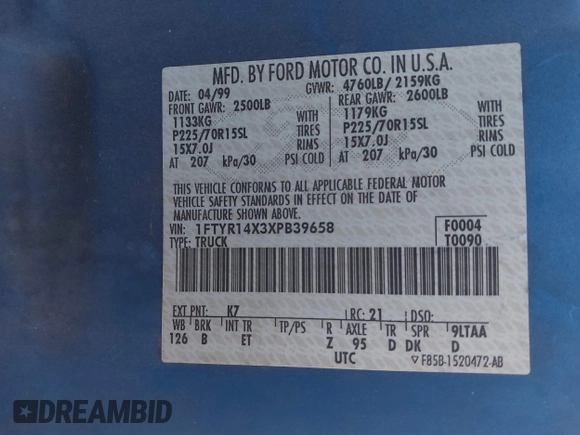 MFD. BY FORD MOTOR CO. IN U.S.A.
DATE: 04/99 GVWR: 4760LB/ 2159KG
FRONT GAWR: 2500LB REAR GAWR: 2600LB
1133KG WITH 1179KG WITH
P225/70R15SL TIRES P225/70R15SL TIRES
15X7.0J RIMS 15X7.0J RIMS
AT 207 kPa/30 PSI COLD AT 207 kPa/30 PSI COLD
THIS VEHICLE CONFORMS TO ALL APPLICABLE FEDERAL MOTOR
VEHICLE SAFETY STANDARDS IN EFFECT ON THE DATE OF
MANUFACTURE SHOWN ABOVE.
VIN: 1FTYR14X3XPB39658 F0004
TYPE: TRUCK T0090
EXT PNT: K7 RC: 21 DSO:
WB BRK INT TR TP/PS R AXLE TR SPR 9LTAA
126 B ET Z 95 D DK D
UTC ▽ F85B-1520472-AB
DREAMBID